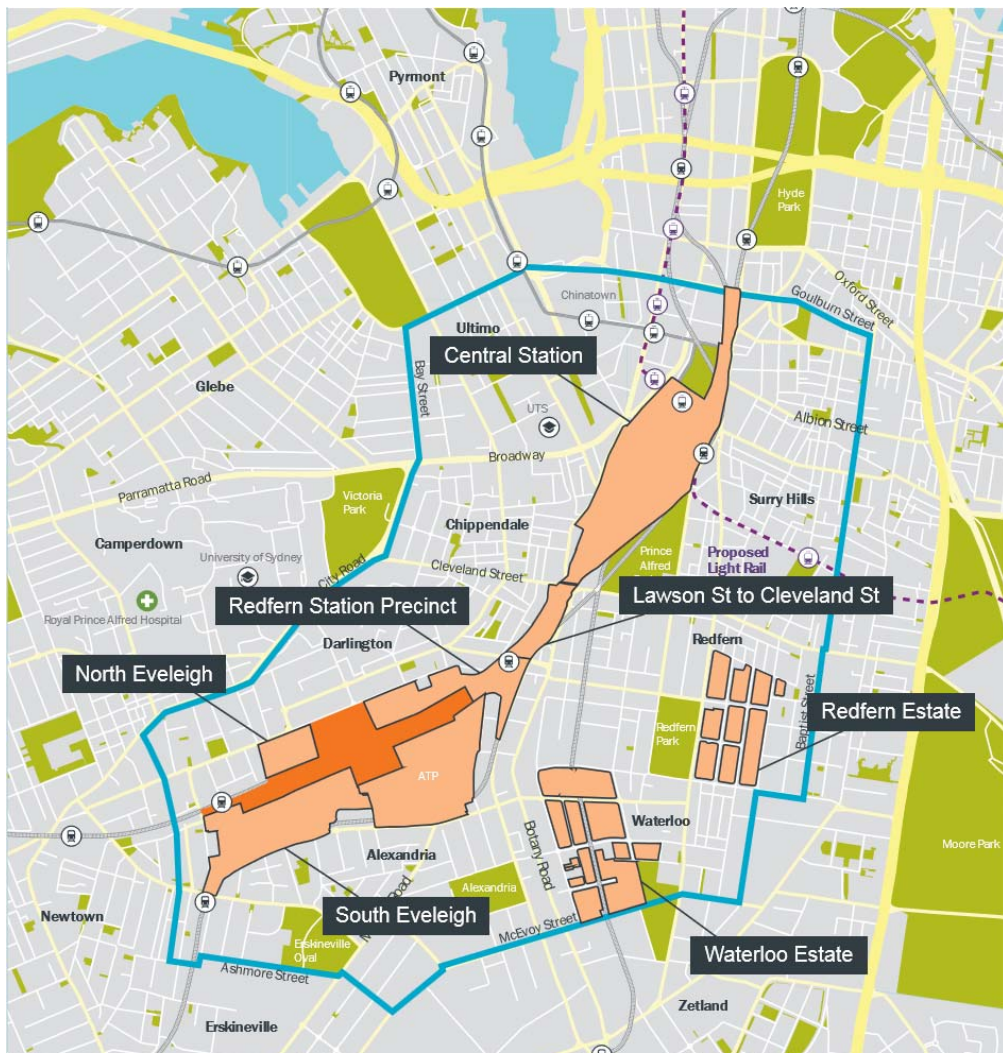 Pyrmont
Hyde
Park
Oxford Street
Goulburn Street
Chinatown
Ultimo
Central Station
Bay Street
Glebe
UTS
Albion Street
Broadway
Parramatta Road
Victoria
Park
Surry Hills
Chippendale
Camperdown
University of Sydney
City Road
Cleveland Street
Prince
Alfred
Proposed
Light Rail
Royal Prince Alfred Hospital
Redfern Station Precinct
Lawson St to Cleveland St
Darlington
Redfern
North Eveleigh
Baptist Street
Redfern Estate
Redfern
Park
ATP
Waterloo
Botany Road
Alexandria
Moore Park
Alexandria
Road
Newtown
South Eveleigh
McEvoy Street
Erskineville
Oval
Waterloo Estate
Ashmore Street
Zetland
Erskineville